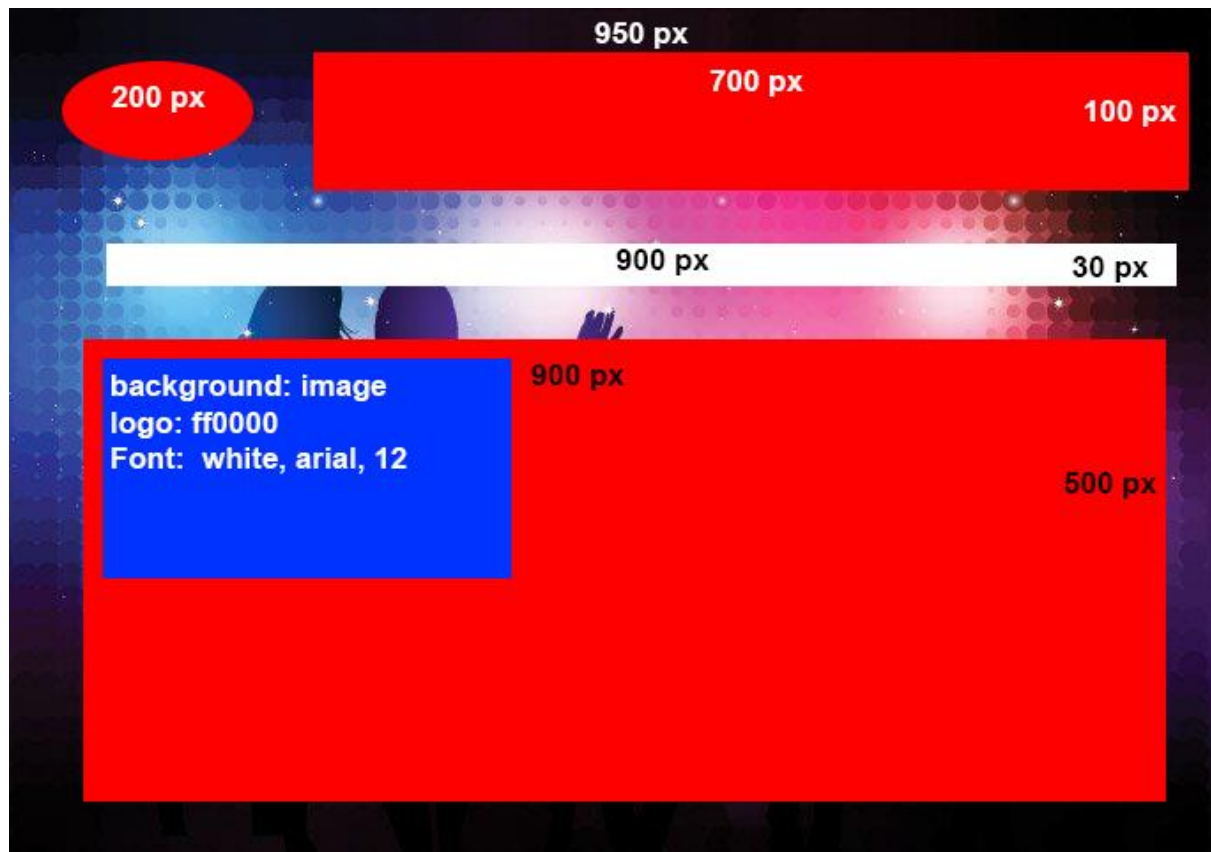 950 px
200 px
700 px
100 px
900 px
30 px
background: image
logo: ff0000
Font:  white, arial, 12
900 px
500 px